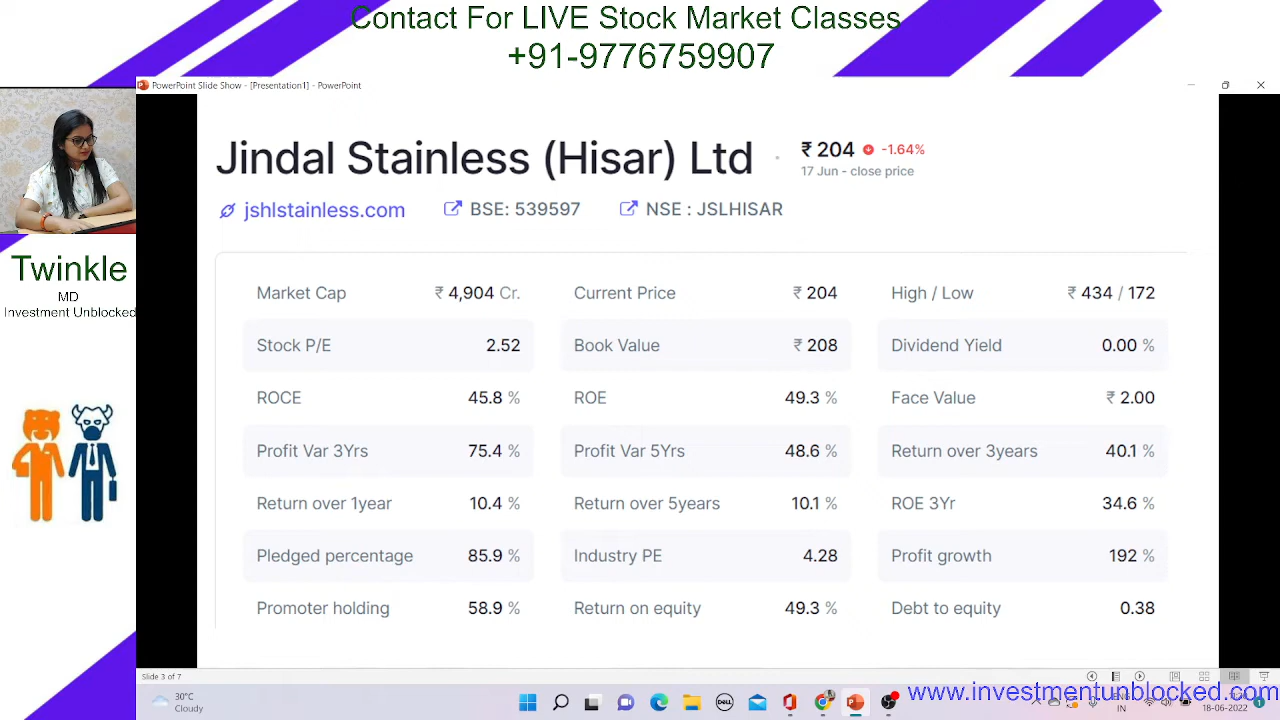 Contact For LIVE Stock Market Classes
+91-9776759907
PowerPoint Slide Show - [Presentation1] - PowerPoint
Jindal Stainless (Hisar) Ltd
₹ 204 -1.64%
17 Jun - close price
jshlstainless.com BSE: 539597 NSE : JSLHISAR
Twinkle
MD
Investment Unblocked
Market Cap ₹ 4,904 Cr. Current Price ₹ 204 High / Low ₹ 434 / 172
Stock P/E 2.52 Book Value ₹ 208 Dividend Yield 0.00 %
ROCE 45.8 % ROE 49.3 % Face Value ₹ 2.00
Profit Var 3Yrs 75.4 % Profit Var 5Yrs 48.6 % Return over 3years 40.1 %
Return over 1year 10.4 % Return over 5years 10.1 % ROE 3Yr 34.6 %
Pledged percentage 85.9 % Industry PE 4.28 Profit growth 192 %
Promoter holding 58.9 % Return on equity 49.3 % Debt to equity 0.38
Slide 3 of 7
30°C
Cloudy
DELL
www.investmentunblocked.com
IN
18-06-2022